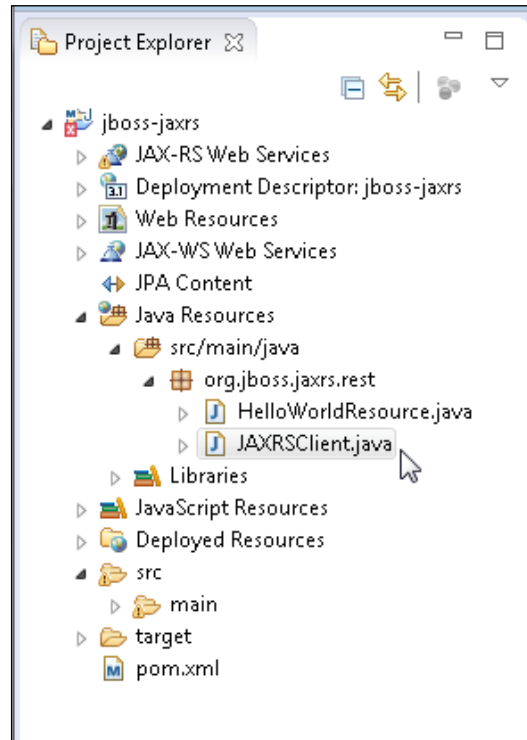 Project Explorer
jboss-jaxrs
JAX-RS Web Services
3.1 Deployment Descriptor: jboss-jaxrs
Web Resources
JAX-WS Web Services
JPA Content
Java Resources
src/main/java
org.jboss.jaxrs.rest
J HelloWorldResource.java
J JAXRSClient.java
Libraries
JavaScript Resources
Deployed Resources
src
main
target
M pom.xml